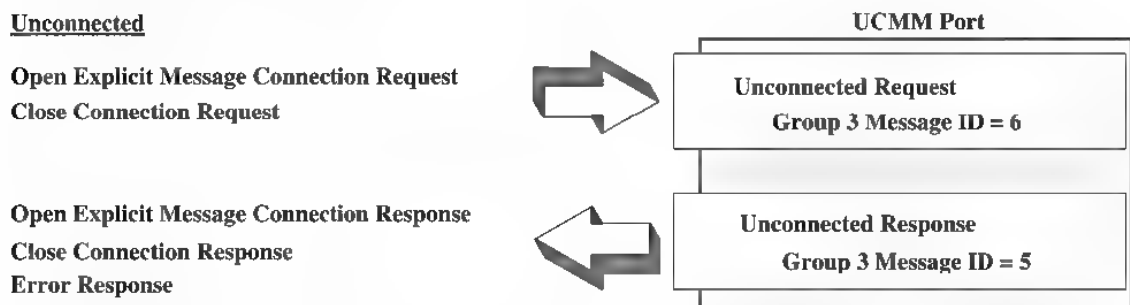 Unconnected
UCMM Port
Open Explicit Message Connection Request
Close Connection Request
Unconnected Request
Group 3 Message ID = 6
Open Explicit Message Connection Response
Close Connection Response
Error Response
Unconnected Response
Group 3 Message ID = 5